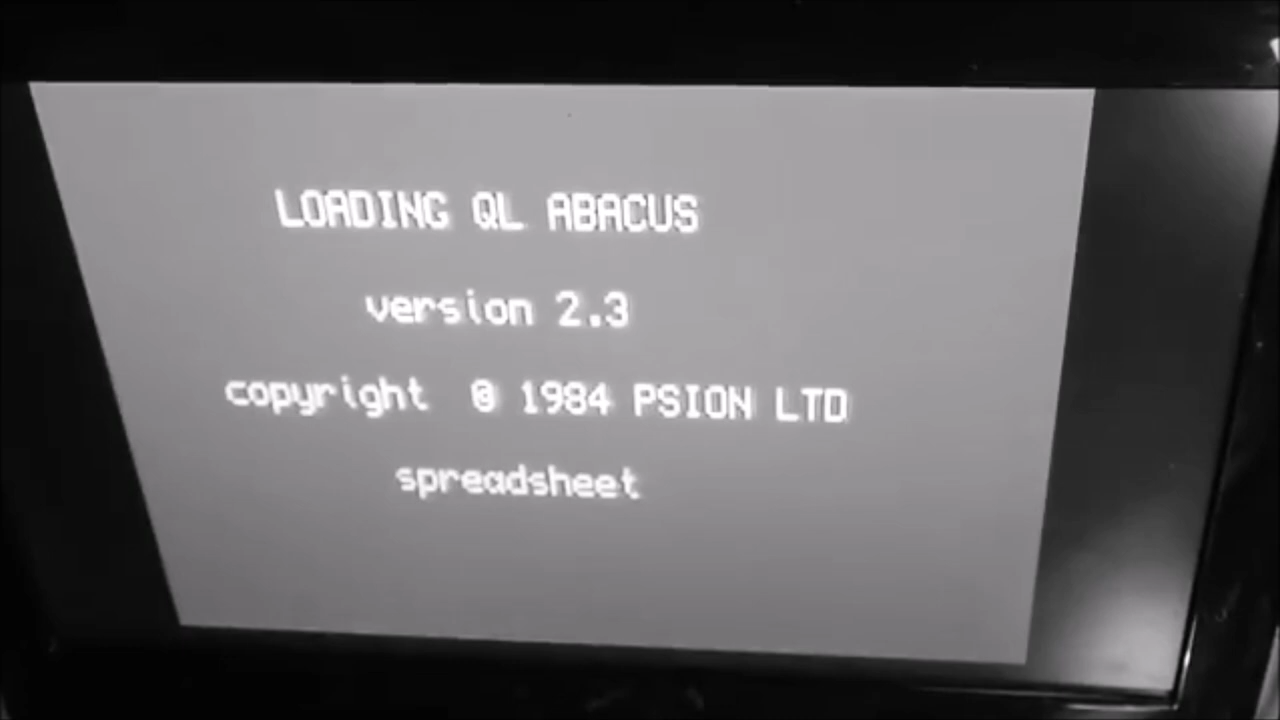 LOADING QL ABACUS
version 2.3
copyright © 1984 PSION LTD
spreadsheet